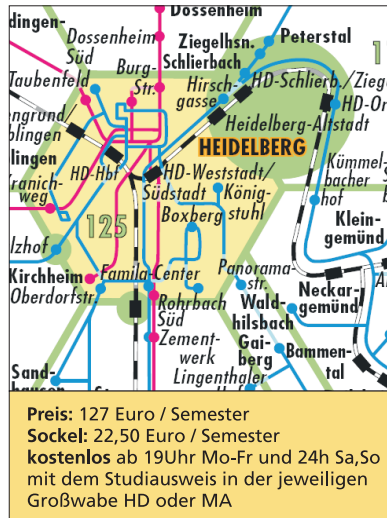 dingen-
Dossenheim
Dossenheim
Süd
Ziegelhsn.
Schlierbach
Peterstal
1
Taubenfeld
Burg-
Str.
Hirsch-
gasse
HD-Schlierb./Ziege
HD-Or
engrund/
blingen
Heidelberg-Altstadt
HEIDELBERG
lingen
Kranich-
weg
HD-Hbf
HD-Weststadt/
Südstadt
König-
stuhl
Kümmel-
bacher
hof
Boxberg
125
Klein-
gemünd
lzhof
Kirchheim
Oberdorfstr.
Famila-Center
Panorama-
str.
Rohrbach
Süd
Neckar-
gemünd
Wald-
hilsbach
Zement-
werk
Gai-
berg
Bammen-
tal
Lingenthaler
Sand-
hausen
Preis: 127 Euro / Semester
Sockel: 22,50 Euro / Semester
kostenlos ab 19Uhr Mo-Fr und 24h Sa,So
mit dem Studiausweis in der jeweiligen
Großwabe HD oder MA